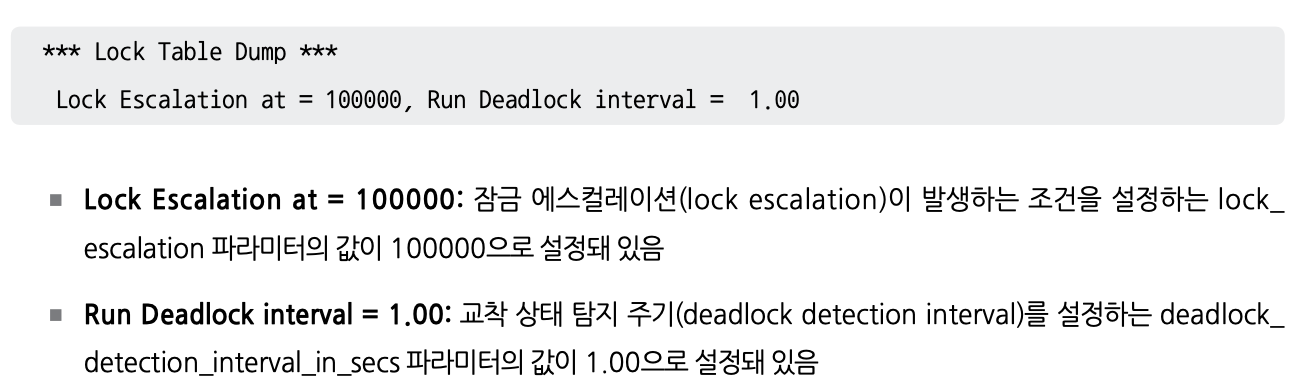 *** Lock Table Dump ***
Lock Escalation at = 100000, Run Deadlock interval =  1.00
■ Lock Escalation at = 100000: 잠금 에스컬레이션(lock escalation)이 발생하는 조건을 설정하는 lock_
escalation 파라미터의 값이 100000으로 설정돼 있음
■ Run Deadlock interval = 1.00: 교착 상태 탐지 주기(deadlock detection interval)를 설정하는 deadlock_
detection_interval_in_secs 파라미터의 값이 1.00으로 설정돼 있음